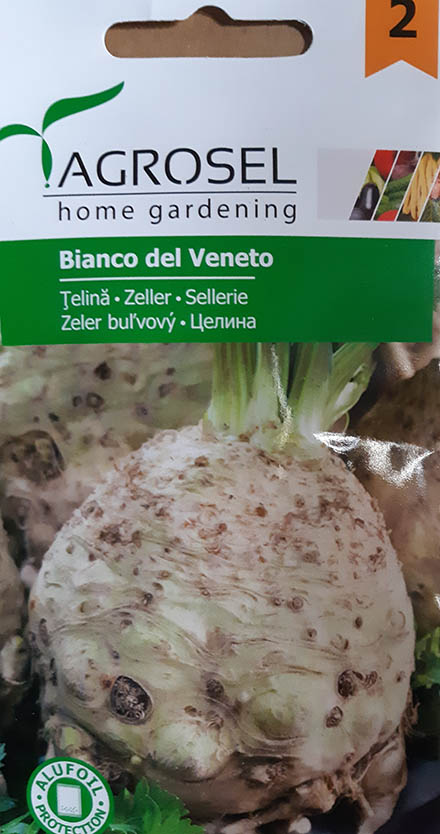 2
AGROSEL
home gardening
Bianco del Veneto
Ţelină • Zeller • Sellerie
Zeler buľvový • Целина
ALUFOIL
PROTECTION